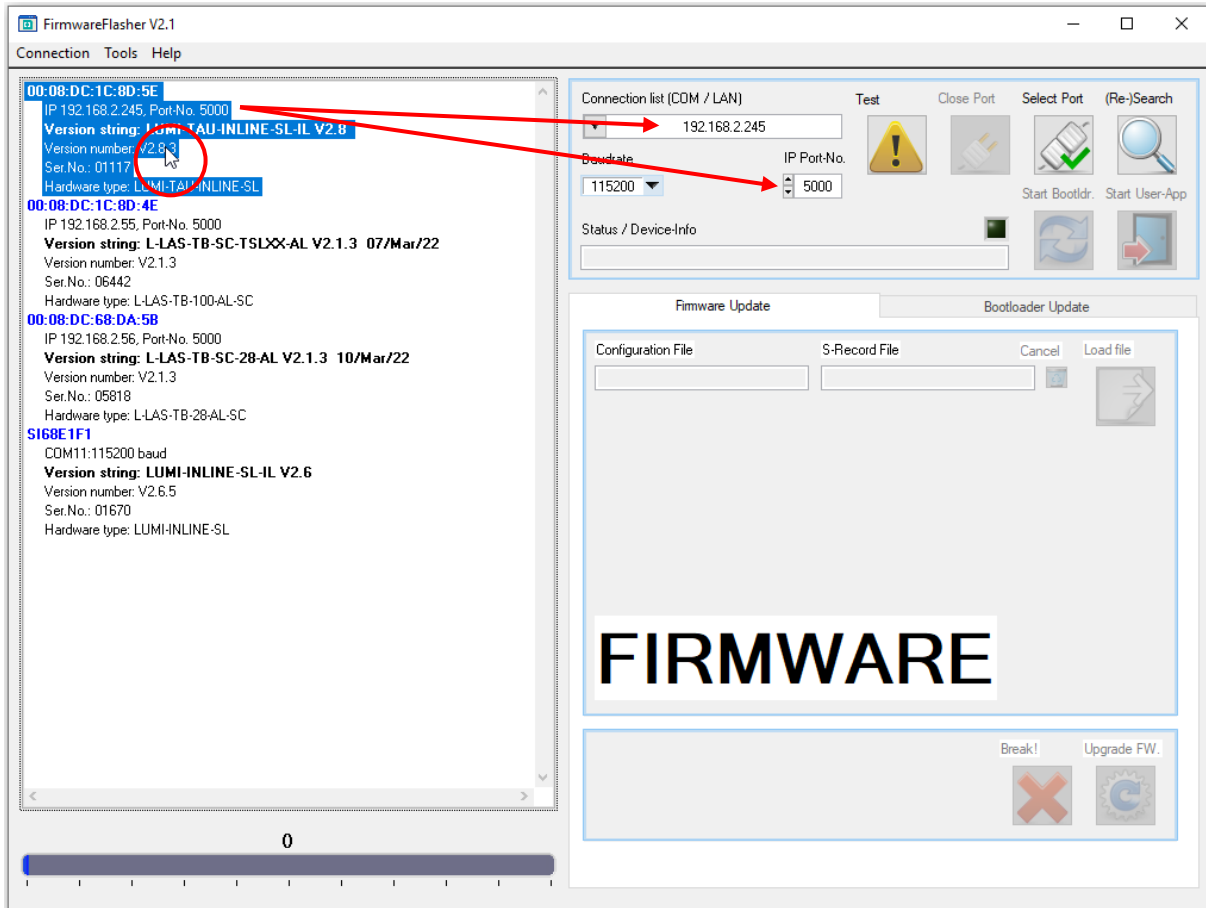 FirmwareFlasher V2.1
Connection Tools Help
00:08:DC:1C:8D:5E
IP 192.168.2.245, Port-No. 5000
Version string: LUMI-TAU-INLINE-SL-IL V2.8
Version number: V2.8.3
Ser.No.: 01117
Hardware type: LUMI-TAU-INLINE-SL
00:08:DC:1C:8D:4E
IP 192.168.2.55, Port-No. 5000
Version string: L-LAS-TB-SC-TSLXX-AL V2.1.3 07/Mar/22
Version number: V2.1.3
Ser.No.: 06442
Hardware type: L-LAS-TB-100-AL-SC
00:08:DC:68:DA:5B
IP 192.168.2.56, Port-No. 5000
Version string: L-LAS-TB-SC-28-AL V2.1.3 10/Mar/22
Version number: V2.1.3
Ser.No.: 05818
Hardware type: L-LAS-TB-28-AL-SC
SI68E1F1
COM11:115200 baud
Version string: LUMI-INLINE-SL-IL V2.6
Version number: V2.6.5
Ser.No.: 01670
Hardware type: LUMI-INLINE-SL
0
Connection list (COM / LAN) Test Close Port Select Port (Re-)Search
192.168.2.245
Baudrate IP Port-No.
115200 5000
Start Bootldr. Start User-App
Status / Device-Info
Firmware Update Bootloader Update
Configuration File S-Record File Cancel Load file
FIRMWARE
Break! Upgrade FW.